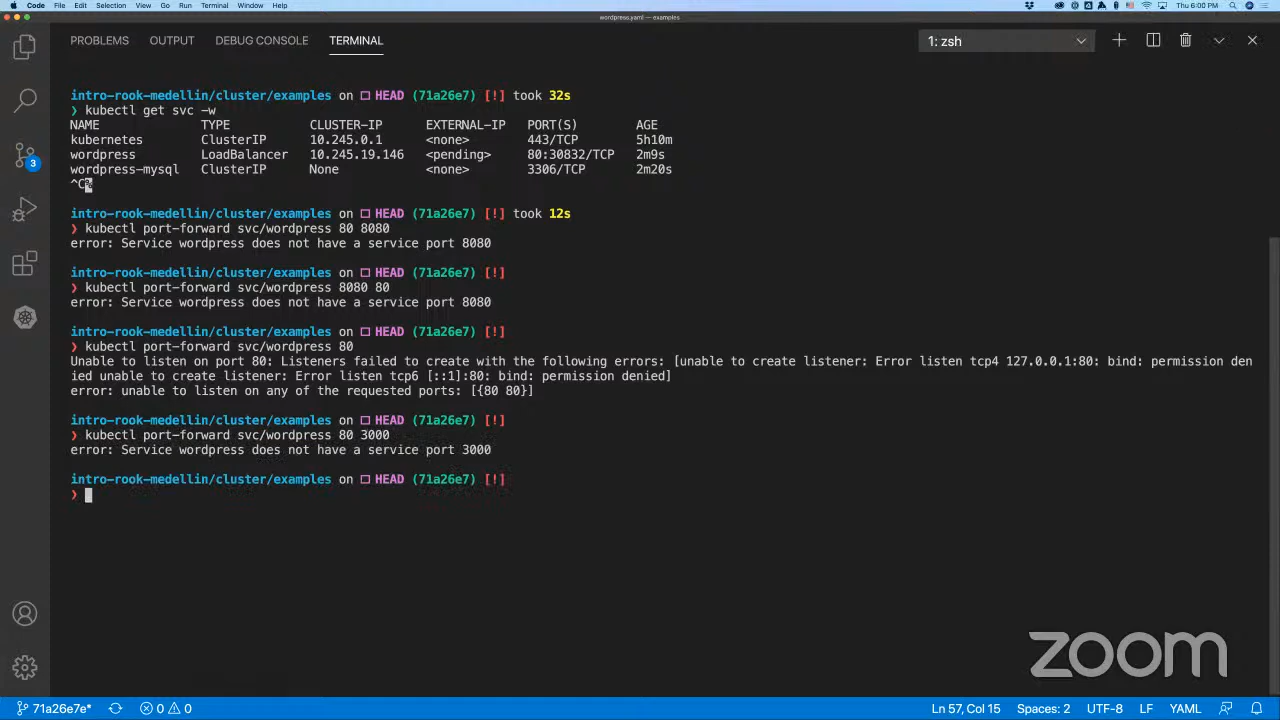 Code File Edit Selection View Go Run Terminal Window Help Thu 6:00 PM
wordpress.yaml — examples
PROBLEMS OUTPUT DEBUG CONSOLE TERMINAL 1: zsh
intro-rook-medellin/cluster/examples on HEAD (71a26e7) [!] took 32s
❯ kubectl get svc -w
NAME TYPE CLUSTER-IP EXTERNAL-IP PORT(S) AGE
kubernetes ClusterIP 10.245.0.1 <none> 443/TCP 5h10m
wordpress LoadBalancer 10.245.19.146 <pending> 80:30832/TCP 2m9s
wordpress-mysql ClusterIP None <none> 3306/TCP 2m20s
^C%
intro-rook-medellin/cluster/examples on HEAD (71a26e7) [!] took 12s
❯ kubectl port-forward svc/wordpress 80 8080
error: Service wordpress does not have a service port 8080
intro-rook-medellin/cluster/examples on HEAD (71a26e7) [!]
❯ kubectl port-forward svc/wordpress 8080 80
error: Service wordpress does not have a service port 8080
intro-rook-medellin/cluster/examples on HEAD (71a26e7) [!]
❯ kubectl port-forward svc/wordpress 80
Unable to listen on port 80: Listeners failed to create with the following errors: [unable to create listener: Error listen tcp4 127.0.0.1:80: bind: permission den
ied unable to create listener: Error listen tcp6 [::1]:80: bind: permission denied]
error: unable to listen on any of the requested ports: [{80 80}]
intro-rook-medellin/cluster/examples on HEAD (71a26e7) [!]
❯ kubectl port-forward svc/wordpress 80 3000
error: Service wordpress does not have a service port 3000
intro-rook-medellin/cluster/examples on HEAD (71a26e7) [!]
❯
3
zoom
71a26e7e* 0 0 Ln 57, Col 15 Spaces: 2 UTF-8 LF YAML